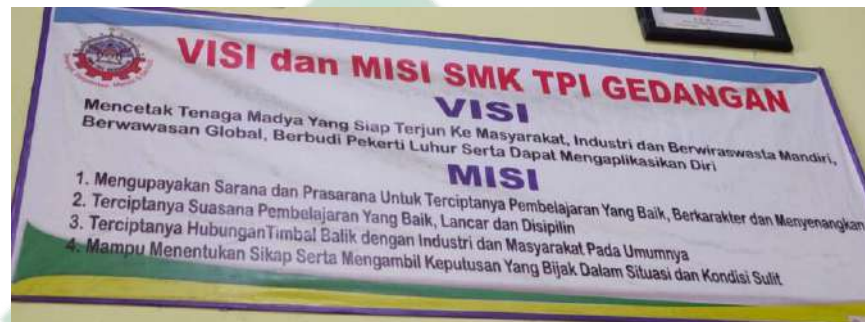 VISI dan MISI SMK TPI GEDANGAN
VISI
Mencetak Tenaga Madya Yang Siap Terjun Ke Masyarakat, Industri dan Berwiraswasta Mandiri,
Berwawasan Global, Berbudi Pekerti Luhur Serta Dapat Mengaplikasikan Diri
MISI
1. Mengupayakan Sarana dan Prasarana Untuk Terciptanya Pembelajaran Yang Baik, Berkarakter dan Menyenangkan
2. Terciptanya Suasana Pembelajaran Yang Baik, Lancar dan Disipilin
3. Terciptanya HubunganTimbal Balik dengan Industri dan Masyarakat Pada Umumnya
4. Mampu Menentukan Sikap Serta Mengambil Keputusan Yang Bijak Dalam Situasi dan Kondisi Sulit